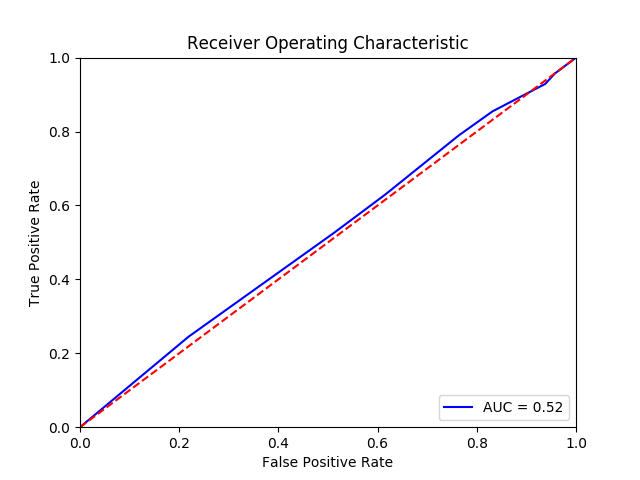 Receiver Operating Characteristic
1.0
0.8
0.6
0.4
0.2
0.0
True Positive Rate
AUC = 0.52
0.0 0.2 0.4 0.6 0.8 1.0
False Positive Rate